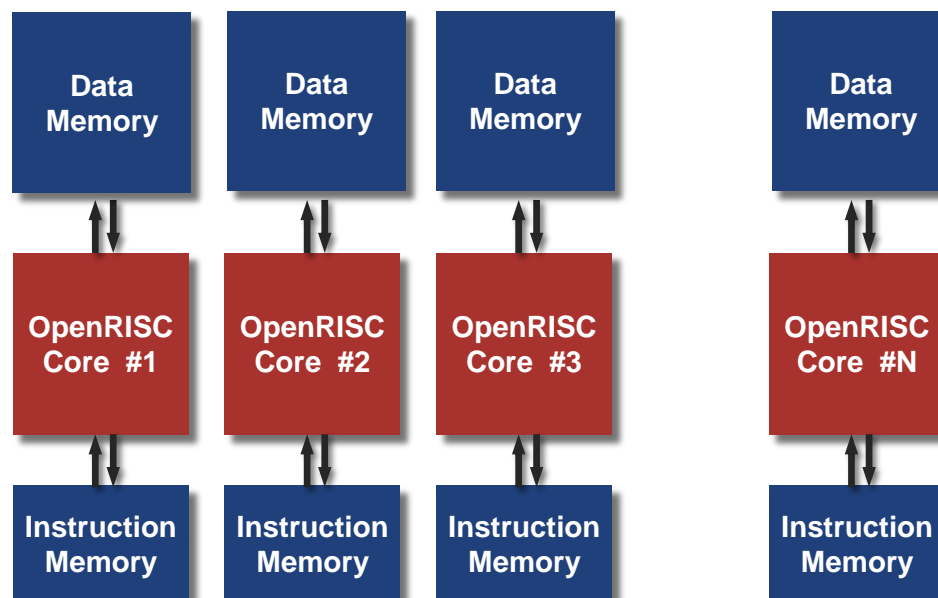 Data
Memory
Data
Memory
Data
Memory
Data
Memory
OpenRISC
Core #1
OpenRISC
Core #2
OpenRISC
Core #3
OpenRISC
Core #N
Instruction
Memory
Instruction
Memory
Instruction
Memory
Instruction
Memory